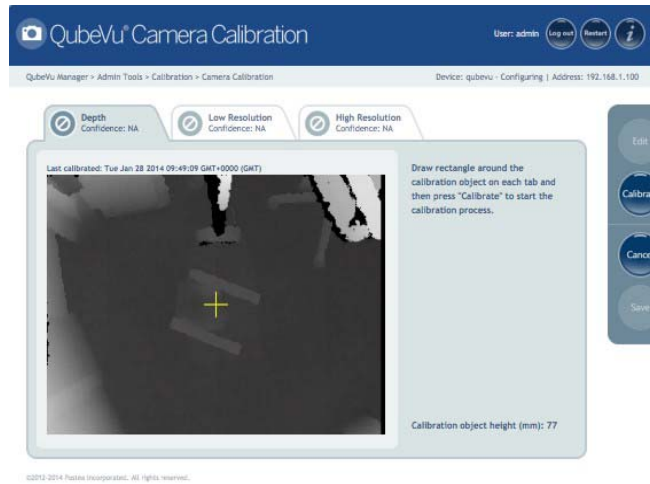 QubeVu® Camera Calibration
User: admin
Log out
Restart
i
QubeVu Manager > Admin Tools > Calibration > Camera Calibration
Device: qubevu - Configuring | Address: 192.168.1.100
Depth
Confidence: NA
Low Resolution
Confidence: NA
High Resolution
Confidence: NA
Edit
Last calibrated: Tue Jan 28 2014 09:49:09 GMT+0000 (GMT)
Draw rectangle around the
calibration object on each tab and
then press "Calibrate" to start the
calibration process.
Calibra
Cance
Save
Calibration object height (mm): 77
©2012-2014 Postea Incorporated. All rights reserved.